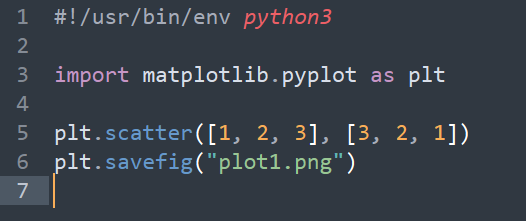 1 #!/usr/bin/env python3
2
3 import matplotlib.pyplot as plt
4
5 plt.scatter([1, 2, 3], [3, 2, 1])
6 plt.savefig("plot1.png")
7